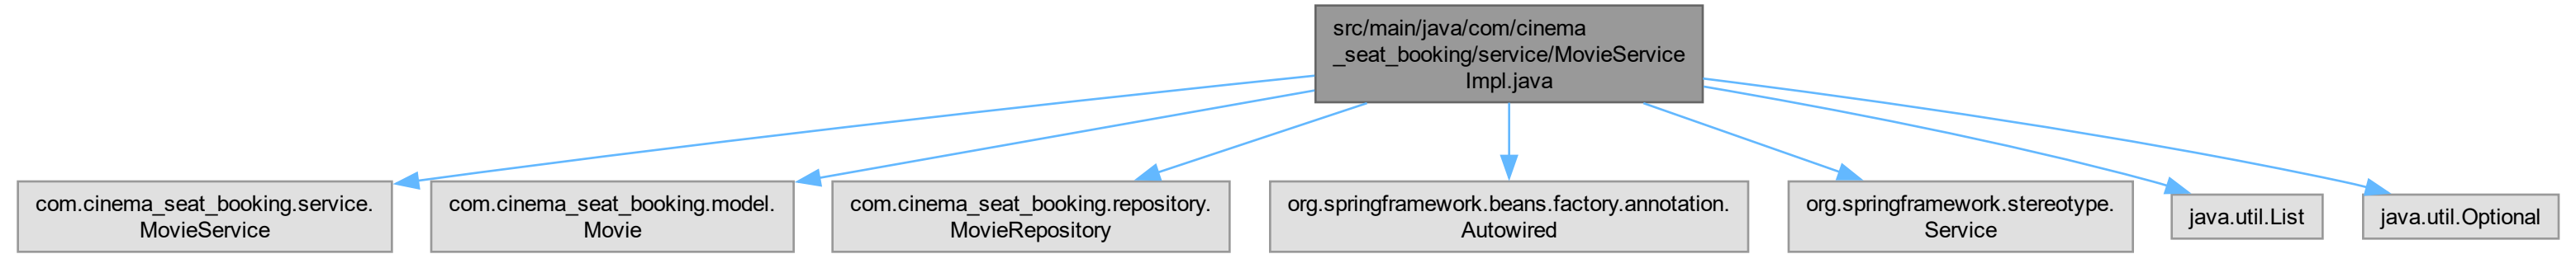 src/main/java/com/cinema
_seat_booking/service/MovieService
Impl.java
com.cinema_seat_booking.service.
MovieService
com.cinema_seat_booking.model.
Movie
com.cinema_seat_booking.repository.
MovieRepository
org.springframework.beans.factory.annotation.
Autowired
org.springframework.stereotype.
Service
java.util.List
java.util.Optional